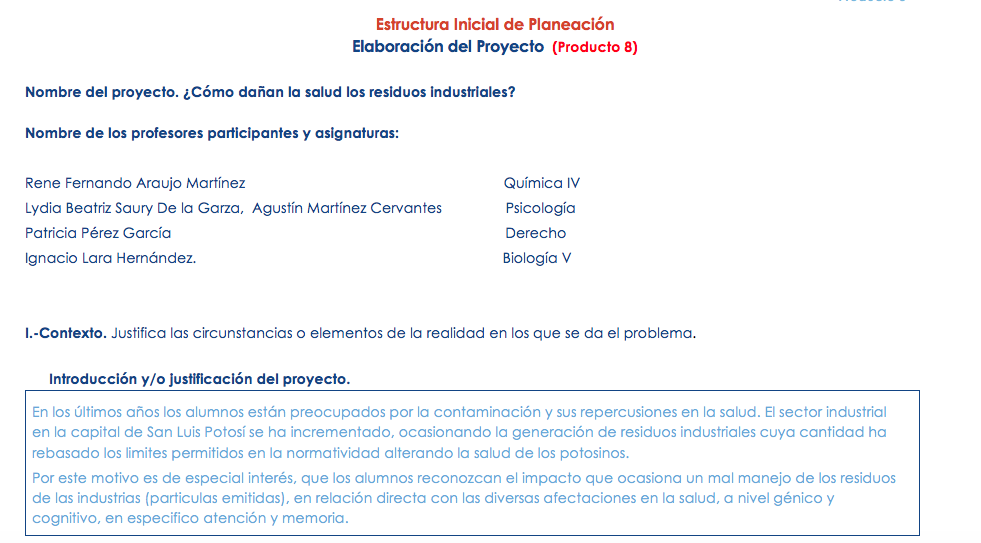 Estructura Inicial de Planeación
Elaboración del Proyecto (Producto 8)
Nombre del proyecto. ¿Cómo dañan la salud los residuos industriales?
Nombre de los profesores participantes y asignaturas:
Rene Fernando Araujo Martínez Química IV
Lydia Beatriz Saury De la Garza, Agustín Martínez Cervantes Psicología
Patricia Pérez García Derecho
Ignacio Lara Hernández. Biología V
I.-Contexto. Justifica las circunstancias o elementos de la realidad en los que se da el problema.
Introducción y/o justificación del proyecto.
En los últimos años los alumnos están preocupados por la contaminación y sus repercusiones en la salud. El sector industrial
en la capital de San Luis Potosí se ha incrementado, ocasionando la generación de residuos industriales cuya cantidad ha
rebasado los limites permitidos en la normatividad alterando la salud de los potosinos.
Por este motivo es de especial interés, que los alumnos reconozcan el impacto que ocasiona un mal manejo de los residuos
de las industrias (particulas emitidas), en relación directa con las diversas afectaciones en la salud, a nivel génico y
cognitivo, en especifico atención y memoria.